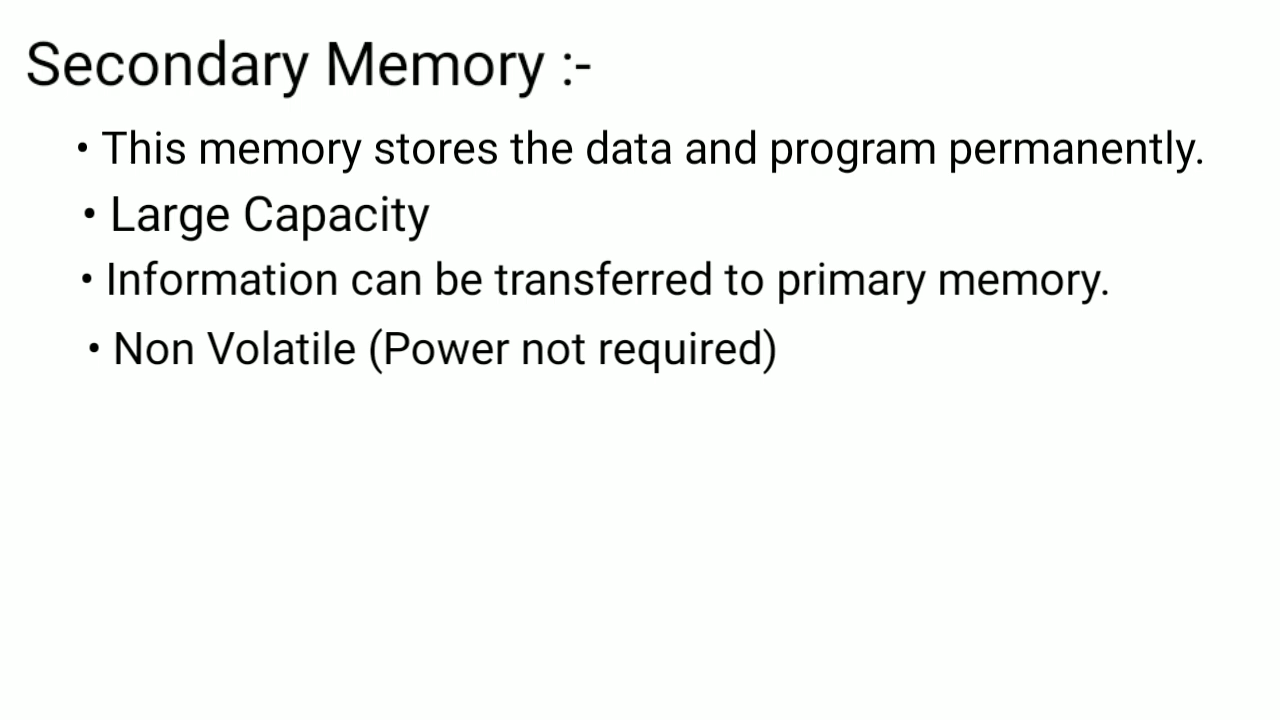 Secondary Memory :-
• This memory stores the data and program permanently.
• Large Capacity
• Information can be transferred to primary memory.
• Non Volatile (Power not required)